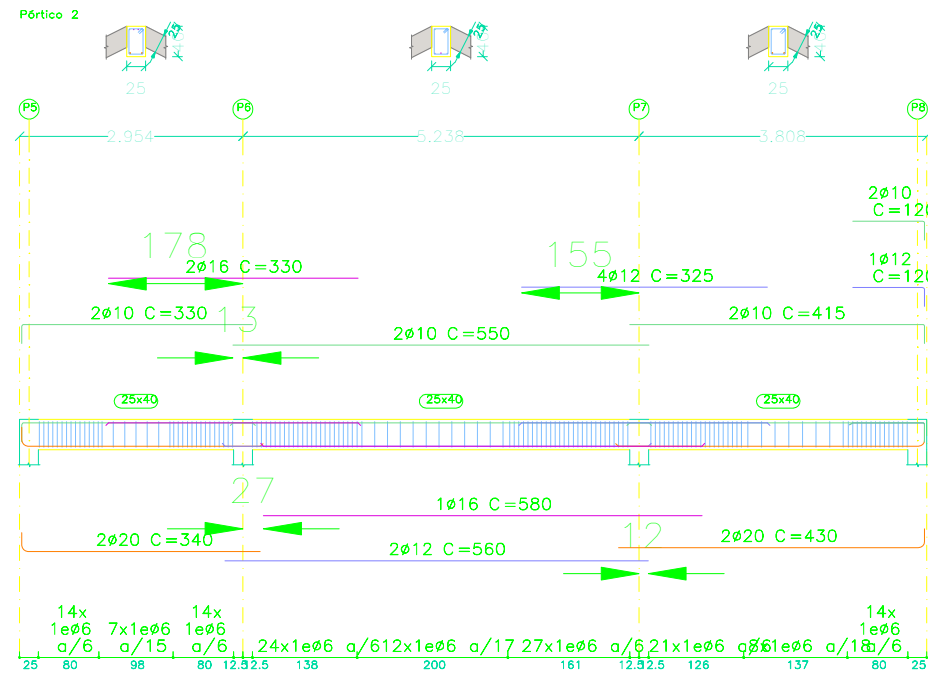 Pórtico 2
25
25
25
25
25
25
P5 P6 P7 P8
2.954 5.238 3.808
2ø10
C=120
178
155
2ø16 C=330
4ø12 C=325
1ø12
C=120
2ø10 C=330
13
2ø10 C=550
2ø10 C=415
25x40 25x40 25x40
27
1ø16 C=580
12
2ø20 C=340
2ø12 C=560
2ø20 C=430
14x
1eø6
a/6
7x1eø6
a/15
14x
1eø6
a/6
24x1eø6 a/6
12x1eø6 a/17
27x1eø6 a/6
21x1eø6
14x
1eø6
a/6
25 80 98 80 12.5 12.5 138 200 161 12.5 12.5 126 137 80 25